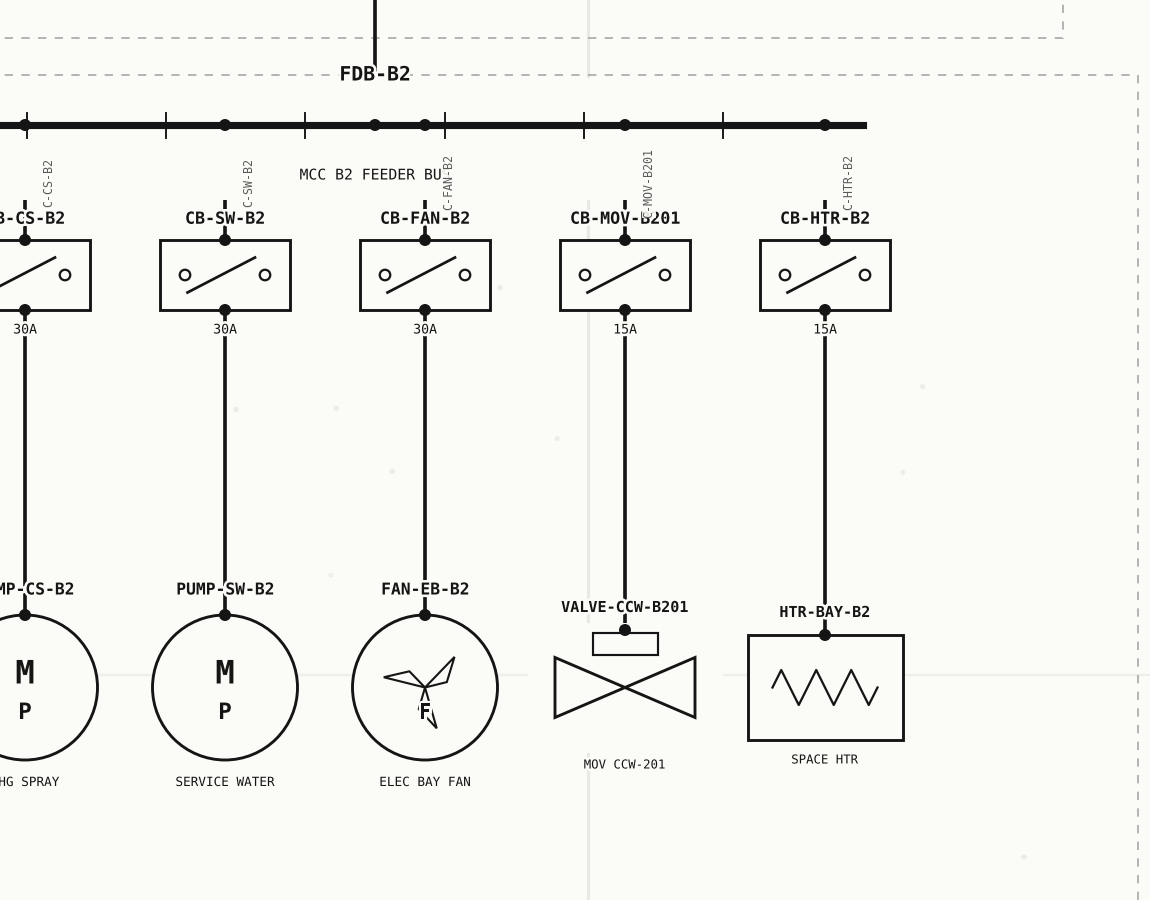 FDB-B2
C-CS-B2
C-SW-B2
C-FAN-B2
C-MOV-B201
C-HTR-B2
MCC B2 FEEDER BU
B-CS-B2
CB-SW-B2
CB-FAN-B2
CB-MOV-B201
CB-HTR-B2
30A
30A
30A
15A
15A
MP-CS-B2
PUMP-SW-B2
FAN-EB-B2
VALVE-CCW-B201
HTR-BAY-B2
M
P
M
P
F
HG SPRAY
SERVICE WATER
ELEC BAY FAN
MOV CCW-201
SPACE HTR